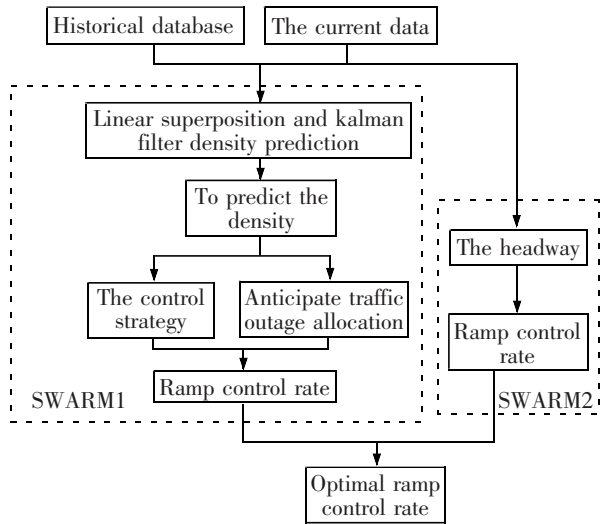 Historical database
The current data
Linear superposition and kalman
filter density prediction
To predict the
density
The control
strategy
Anticipate traffic
outage allocation
Ramp control rate
SWARM1
The headway
Ramp control
rate
SWARM2
Optimal ramp
control rate